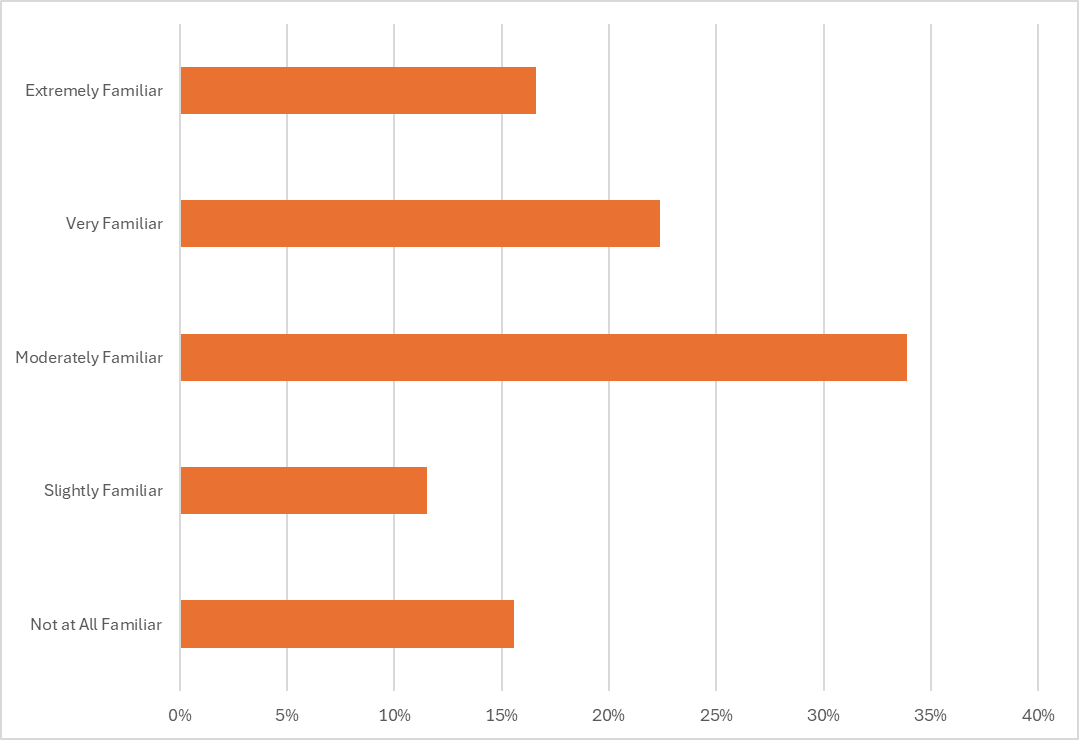 Extremely Familiar
Very Familiar
Moderately Familiar
Slightly Familiar
Not at All Familiar
0% 5% 10% 15% 20% 25% 30% 35% 40%